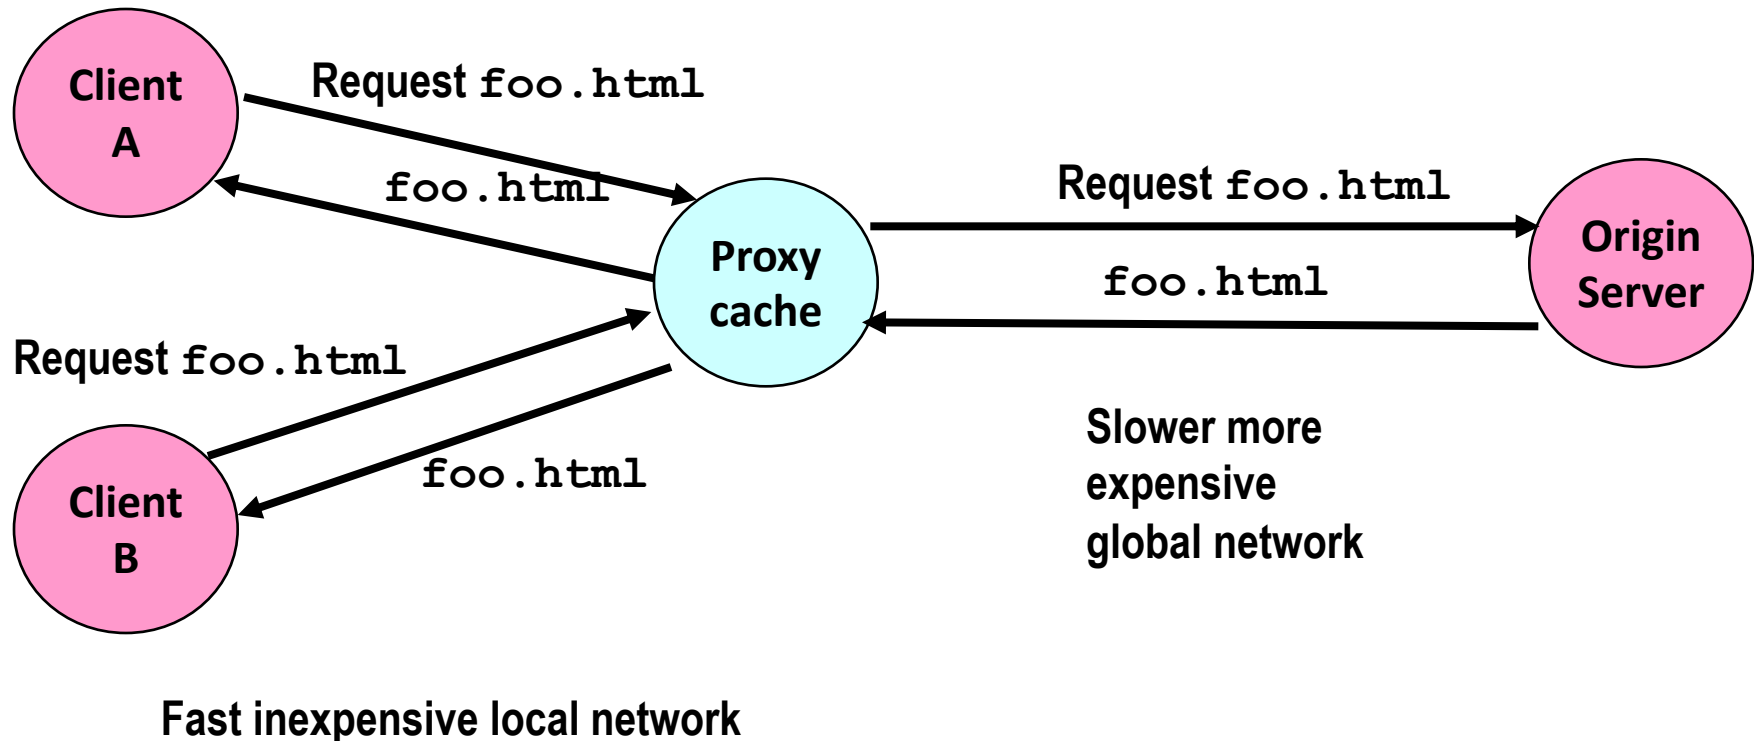 Client
A
Request foo.html
foo.html
Request foo.html
foo.html
Proxy
cache
Request foo.html
foo.html
Origin
Server
Client
B
Slower more
expensive
global network
Fast inexpensive local network